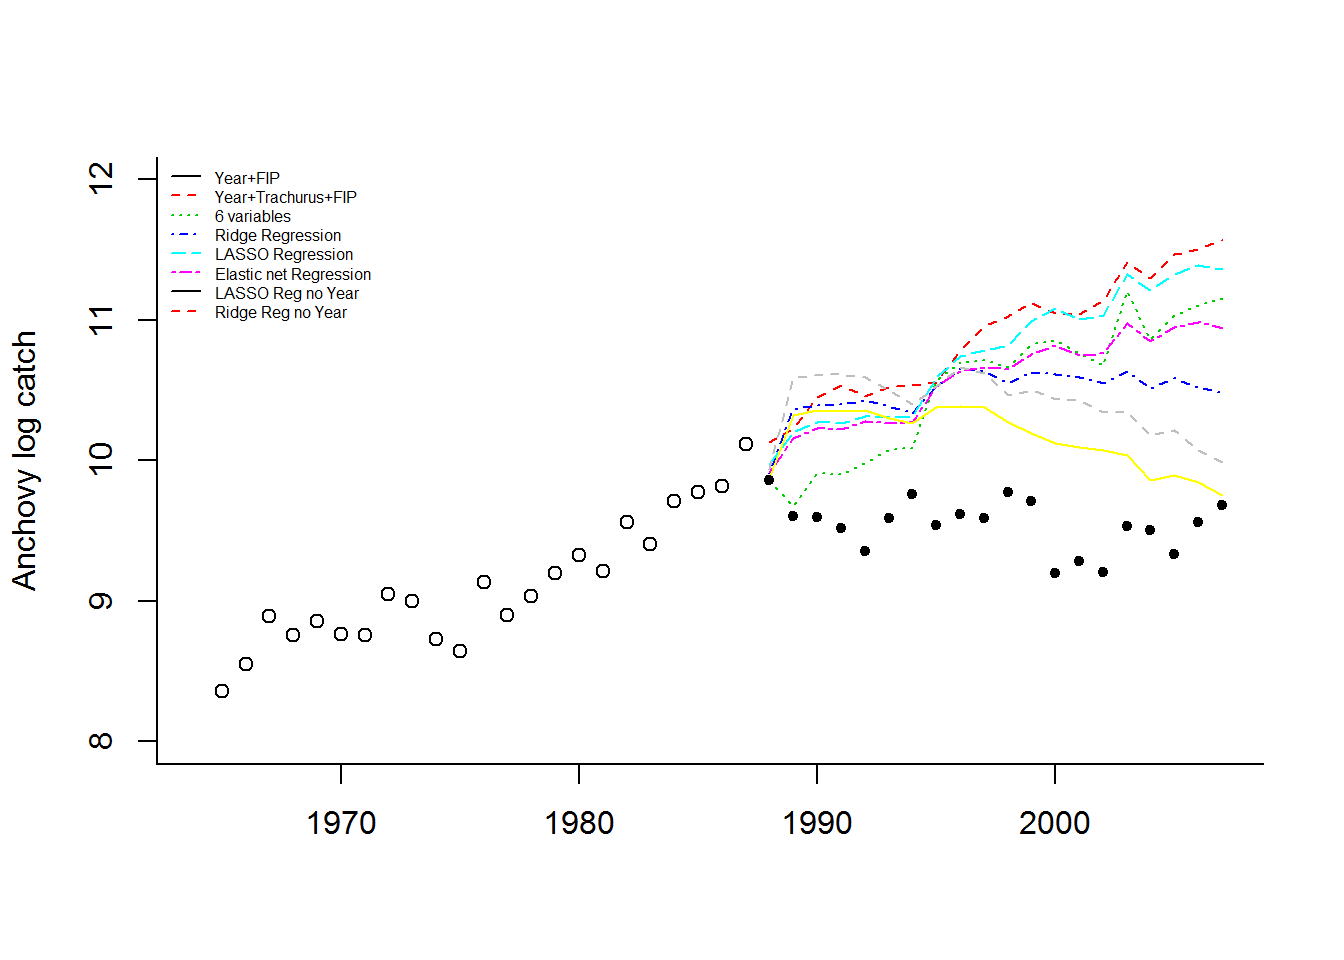 12
11
10
9
8
Anchovy log catch
Year+FIP
Year+Trachurus+FIP
6 variables
Ridge Regression
LASSO Regression
Elastic net Regression
LASSO Reg no Year
Ridge Reg no Year
1970 1980 1990 2000